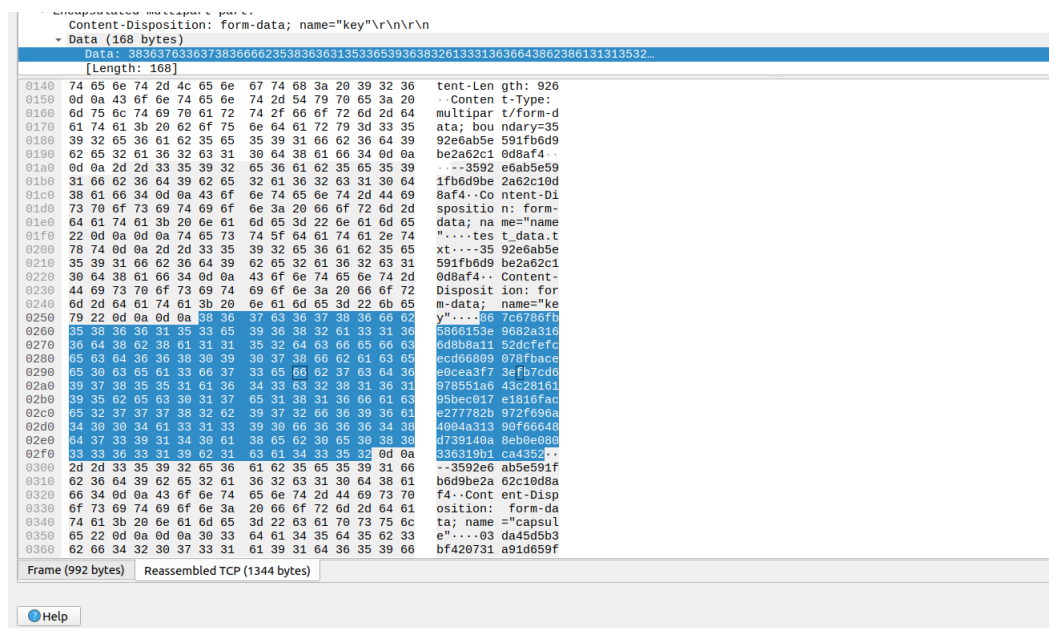 Encapsulated multipart part:
Content-Disposition: form-data; name="key"\r\n\r\n
Data (168 bytes)
Data: 383637633637383666623538363631353365393638326133313636643862386131313532…
[Length: 168]
0140 74 65 6e 74 2d 4c 65 6e 67 74 68 3a 20 39 32 36 tent-Len gth: 926
0150 0d 0a 43 6f 6e 74 65 6e 74 2d 54 79 70 65 3a 20 ··Conten t-Type: 
0160 6d 75 6c 74 69 70 61 72 74 2f 66 6f 72 6d 2d 64 multipar t/form-d
0170 61 74 61 3b 20 62 6f 75 6e 64 61 72 79 3d 33 35 ata; bou ndary=35
0180 39 32 65 36 61 62 35 65 35 39 31 66 62 36 64 39 92e6ab5e 591fb6d9
0190 62 65 32 61 36 32 63 31 30 64 38 61 66 34 0d 0a be2a62c1 0d8af4··
01a0 0d 0a 2d 2d 33 35 39 32 65 36 61 62 35 65 35 39 ··--3592 e6ab5e59
01b0 31 66 62 36 64 39 62 65 32 61 36 32 63 31 30 64 1fb6d9be 2a62c10d
01c0 38 61 66 34 0d 0a 43 6f 6e 74 65 6e 74 2d 44 69 8af4··Co ntent-Di
01d0 73 70 6f 73 69 74 69 6f 6e 3a 20 66 6f 72 6d 2d spositio n: form-
01e0 64 61 74 61 3b 20 6e 61 6d 65 3d 22 6e 61 6d 65 data; na me="name
01f0 22 0d 0a 0d 0a 74 65 73 74 5f 64 61 74 61 2e 74 "····tes t_data.t
0200 78 74 0d 0a 2d 2d 33 35 39 32 65 36 61 62 35 65 xt··--35 92e6ab5e
0210 35 39 31 66 62 36 64 39 62 65 32 61 36 32 63 31 591fb6d9 be2a62c1
0220 30 64 38 61 66 34 0d 0a 43 6f 6e 74 65 6e 74 2d 0d8af4·· Content-
0230 44 69 73 70 6f 73 69 74 69 6f 6e 3a 20 66 6f 72 Disposit ion: for
0240 6d 2d 64 61 74 61 3b 20 6e 61 6d 65 3d 22 6b 65 m-data; name="ke
0250 79 22 0d 0a 0d 0a 38 36 37 63 36 37 38 36 66 62 y"····86 7c6786fb
0260 35 38 36 36 31 35 33 65 39 36 38 32 61 33 31 36 5866153e 9682a316
0270 36 64 38 62 38 61 31 31 35 32 64 63 66 65 66 63 6d8b8a11 52dcfefc
0280 65 63 64 36 36 38 30 39 30 37 38 66 62 61 63 65 ecd66809 078fbace
0290 65 30 63 65 61 33 66 37 33 65 66 62 37 63 64 36 e0cea3f7 3efb7cd6
02a0 39 37 38 35 35 31 61 36 34 33 63 32 38 31 36 31 978551a6 43c28161
02b0 39 35 62 65 63 30 31 37 65 31 38 31 36 66 61 63 95bec017 e1816fac
02c0 65 32 37 37 37 38 32 62 39 37 32 66 36 39 36 61 e277782b 972f696a
02d0 34 30 30 34 61 33 31 33 39 30 66 36 36 36 34 38 4004a313 90f66648
02e0 64 37 33 39 31 34 30 61 38 65 62 30 65 30 38 30 d739140a 8eb0e080
02f0 33 33 36 33 31 39 62 31 63 61 34 33 35 32 0d 0a 336319b1 ca4352··
0300 2d 2d 33 35 39 32 65 36 61 62 35 65 35 39 31 66 --3592e6 ab5e591f
0310 62 36 64 39 62 65 32 61 36 32 63 31 30 64 38 61 b6d9be2a 62c10d8a
0320 66 34 0d 0a 43 6f 6e 74 65 6e 74 2d 44 69 73 70 f4··Cont ent-Disp
0330 6f 73 69 74 69 6f 6e 3a 20 66 6f 72 6d 2d 64 61 osition: form-da
0340 74 61 3b 20 6e 61 6d 65 3d 22 63 61 70 73 75 6c ta; name ="capsul
0350 65 22 0d 0a 0d 0a 30 33 64 61 34 35 64 35 62 33 e"····03 da45d5b3
0360 62 66 34 32 30 37 33 31 61 39 31 64 36 35 39 66 bf420731 a91d659f
Frame (992 bytes) Reassembled TCP (1344 bytes)
Help